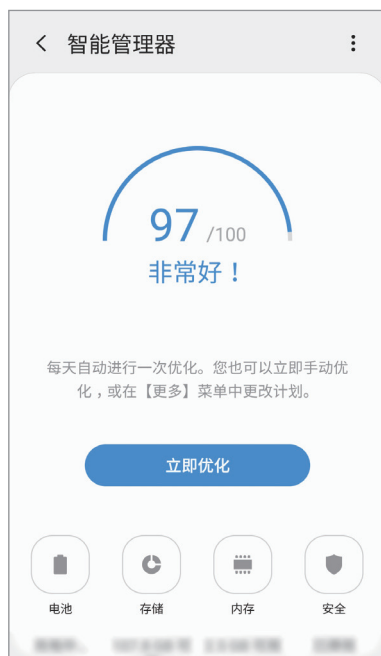 智能管理器
97 /100
非常好！
每天自动进行一次优化。您也可以立即手动优
化，或在【更多】菜单中更改计划。
立即优化
电池 存储 内存 安全